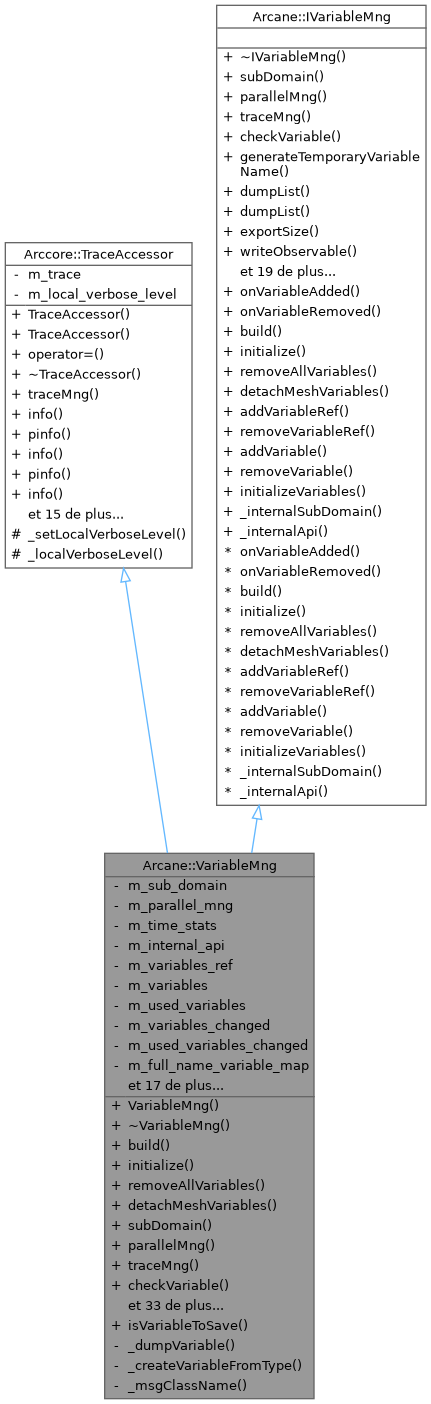 Arcane::IVariableMng
+ ~IVariableMng()
+ subDomain()
+ parallelMng()
+ traceMng()
+ checkVariable()
+ generateTemporaryVariable
Name()
+ dumpList()
+ dumpList()
+ exportSize()
+ writeObservable()
et 19 de plus...
+ onVariableAdded()
+ onVariableRemoved()
+ build()
+ initialize()
+ removeAllVariables()
+ detachMeshVariables()
+ addVariableRef()
+ removeVariableRef()
+ addVariable()
+ removeVariable()
+ initializeVariables()
+ _internalSubDomain()
+ _internalApi()
* onVariableAdded()
* onVariableRemoved()
* build()
* initialize()
* removeAllVariables()
* detachMeshVariables()
* addVariableRef()
* removeVariableRef()
* addVariable()
* removeVariable()
* initializeVariables()
* _internalSubDomain()
* _internalApi()
Arccore::TraceAccessor
- m_trace
- m_local_verbose_level
+ TraceAccessor()
+ TraceAccessor()
+ operator=()
+ ~TraceAccessor()
+ traceMng()
+ info()
+ pinfo()
+ info()
+ pinfo()
+ info()
et 15 de plus...
# _setLocalVerboseLevel()
# _localVerboseLevel()
Arcane::VariableMng
- m_sub_domain
- m_parallel_mng
- m_time_stats
- m_internal_api
- m_variables_ref
- m_variables
- m_used_variables
- m_variables_changed
- m_used_variables_changed
- m_full_name_variable_map
et 17 de plus...
+ VariableMng()
+ ~VariableMng()
+ build()
+ initialize()
+ removeAllVariables()
+ detachMeshVariables()
+ subDomain()
+ parallelMng()
+ traceMng()
+ checkVariable()
et 33 de plus...
+ isVariableToSave()
- _dumpVariable()
- _createVariableFromType()
- _msgClassName()